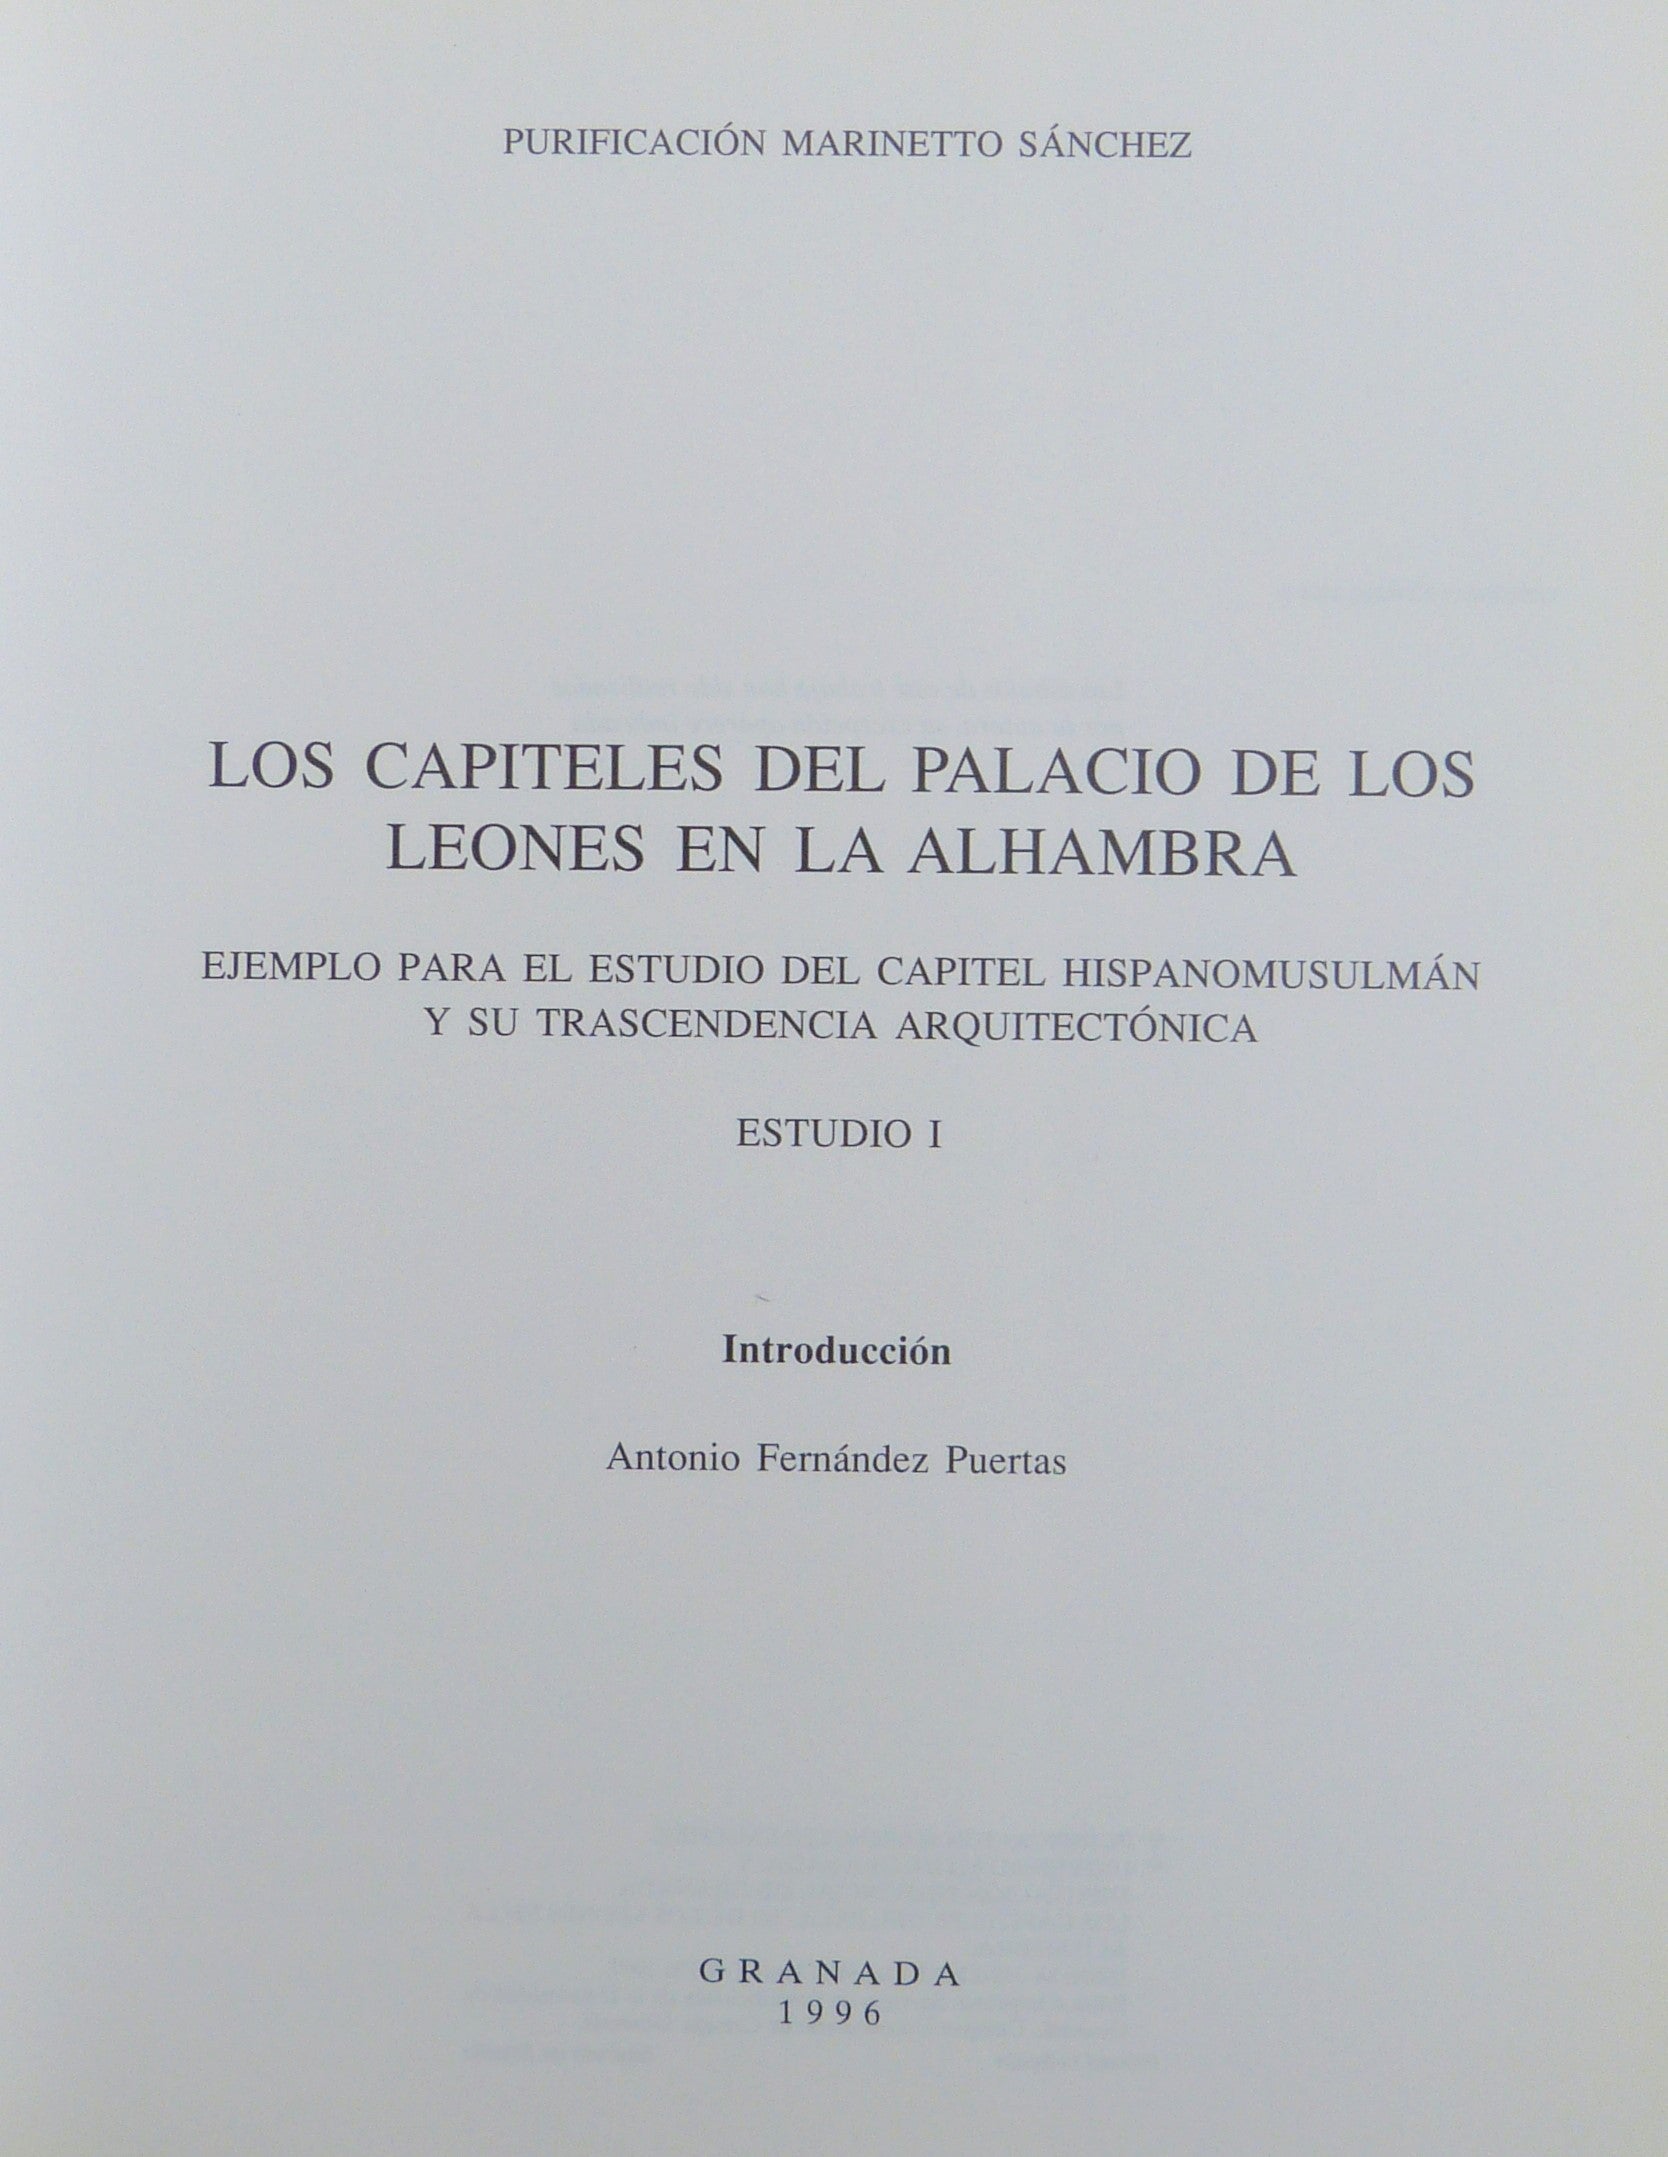 PURIFICACIÓN MARINETTO SÁNCHEZ
LOS CAPITELES DEL PALACIO DE LOS
LEONES EN LA ALHAMBRA
EJEMPLO PARA EL ESTUDIO DEL CAPITEL HISPANOMUSULMÁN
Y SU TRASCENDENCIA ARQUITECTÓNICA
ESTUDIO I
Introducción
Antonio Fernández Puertas
GRANADA
1996